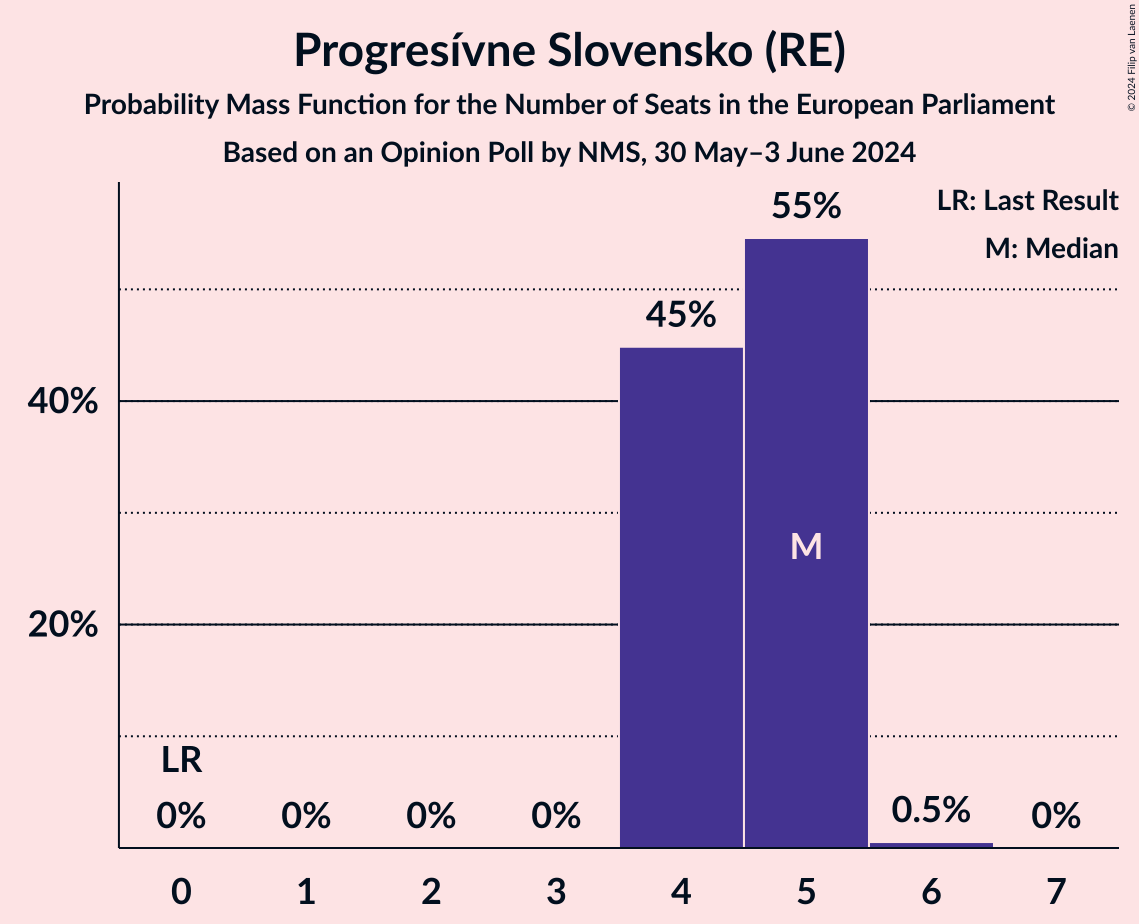 Progresívne Slovensko (RE)
Probability Mass Function for the Number of Seats in the European Parliament
Based on an Opinion Poll by NMS, 30 May–3 June 2024
© 2024 Filip van Laenen
LR: Last Result
M: Median
55%
45%
40%
M
20%
LR
0%
0%
0%
0%
0.5%
0%
0
1
2
3
4
5
6
7